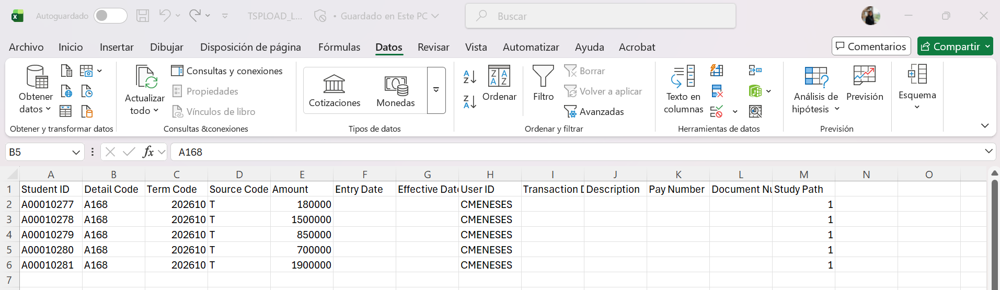 Autoguardado TSPLOAD_L... • Guardado en Este PC Buscar
Archivo Inicio Insertar Dibujar Disposición de página Fórmulas Datos Revisar Vista Automatizar Ayuda Acrobat Comentarios Compartir
Obtener datos
Obtener y transformar datos
Actualizar todo
Consultas y conexiones
Propiedades
Vínculos de libro
Consultas &conexiones
Cotizaciones Monedas
Tipos de datos
Ordenar
Filtro
Borrar
Volver a aplicar
Avanzadas
Ordenar y filtrar
Texto en columnas
Herramientas de datos
Análisis de hipótesis
Previsión
Previsión
Esquema
B5 fx A168
A B C D E F G H I J K L M N O
1 Student ID Detail Code Term Code Source Code Amount Entry Date Effective Date User ID Transaction D Description Pay Number Document Nu Study Path
2 A00010277 A168 202610 T 180000 CMENESES 1
3 A00010278 A168 202610 T 1500000 CMENESES 1
4 A00010279 A168 202610 T 850000 CMENESES 1
5 A00010280 A168 202610 T 700000 CMENESES 1
6 A00010281 A168 202610 T 1900000 CMENESES 1
7